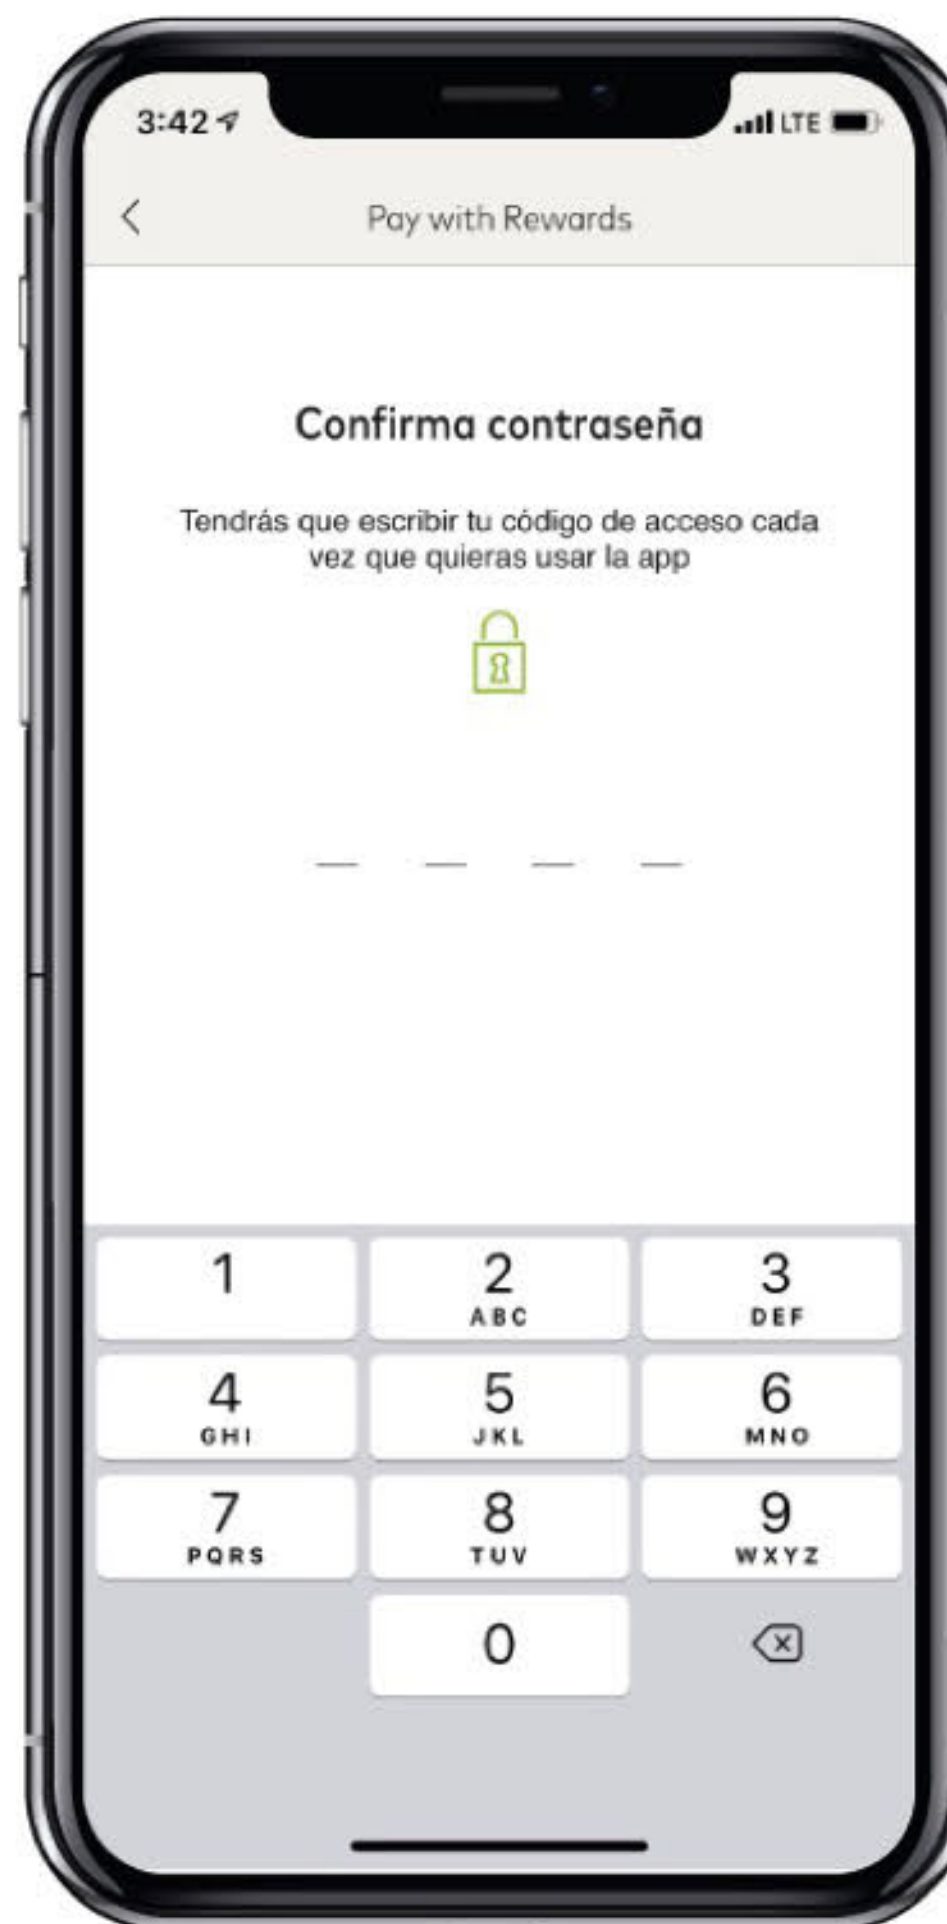 3:42
LTE
Pay with Rewards
Confirma contraseña
Tendrás que escribir tu código de acceso cada
vez que quieras usar la app
1
2
3
ABC
DEF
4
5
6
GHI
JKL
MNO
7
8
9
PQRS
TUV
WXYZ
0